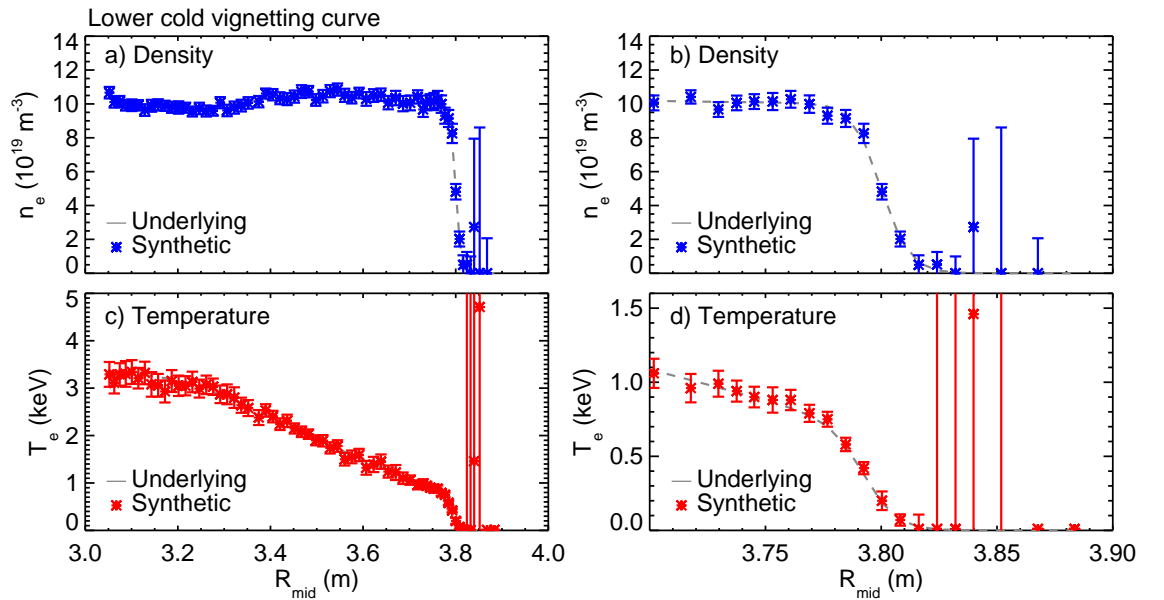 Lower cold vignetting curve
a) Density
n_e (10^19 m^-3)
14
12
10
8
6
4
2
0
Underlying
Synthetic
b) Density
n_e (10^19 m^-3)
14
12
10
8
6
4
2
0
Underlying
Synthetic
c) Temperature
T_e (keV)
5
4
3
2
1
0
Underlying
Synthetic
3.0 3.2 3.4 3.6 3.8 4.0
R_mid (m)
d) Temperature
T_e (keV)
1.5
1.0
0.5
0.0
Underlying
Synthetic
3.75 3.80 3.85 3.90
R_mid (m)